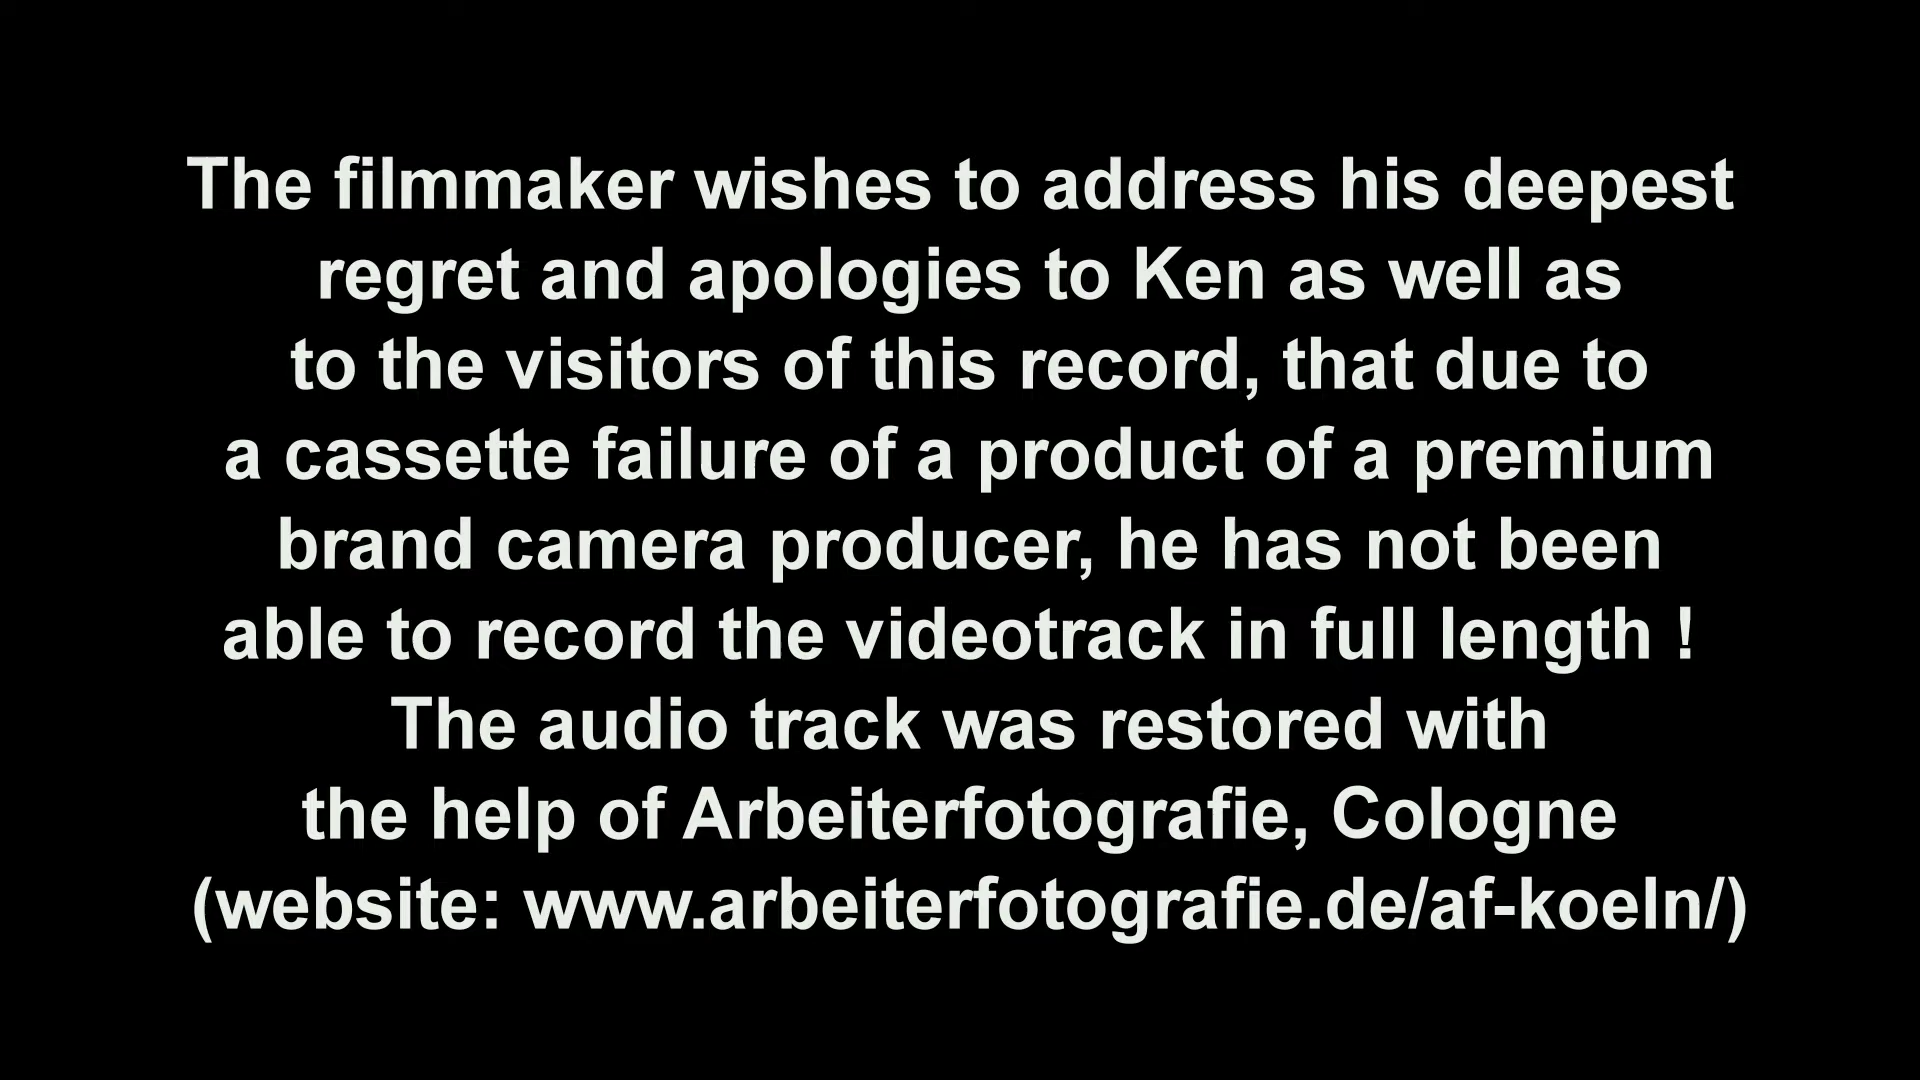 The filmmaker wishes to address his deepest
regret and apologies to Ken as well as
to the visitors of this record, that due to
a cassette failure of a product of a premium
brand camera producer, he has not been
able to record the videotrack in full length !
The audio track was restored with
the help of Arbeiterfotografie, Cologne
(website: www.arbeiterfotografie.de/af-koeln/)